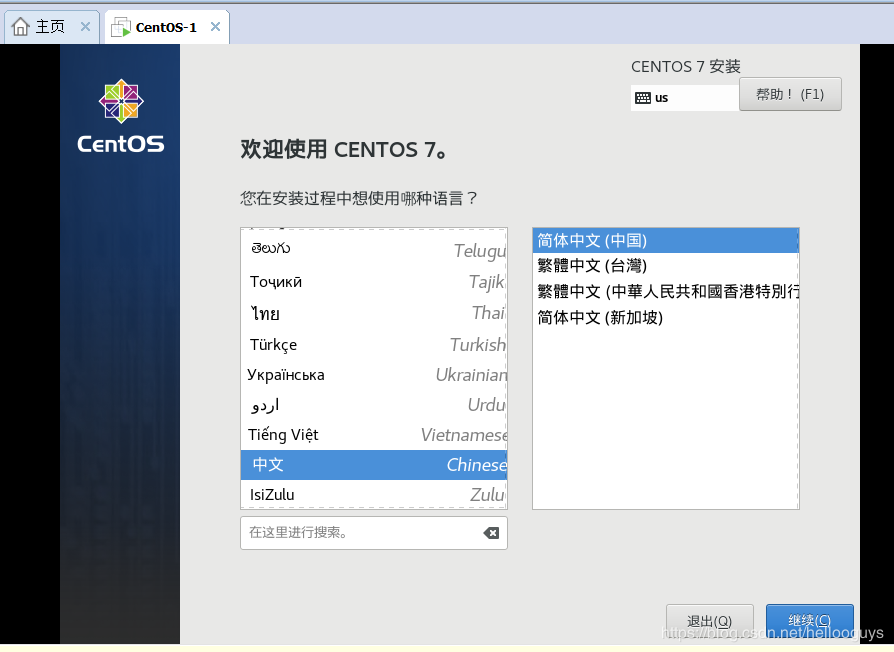 主页
CentOS-1
CENTOS 7 安装
us
帮助！ (F1)
CentOS
欢迎使用 CENTOS 7。
您在安装过程中想使用哪种语言？
తెలుగు Telugu
Тоҷикӣ Tajik
ไทย Thai
Türkçe Turkish
Українська Ukrainian
اردو Urdu
Tiếng Việt Vietnamese
中文 Chinese
IsiZulu Zulu
简体中文 (中国)
繁體中文 (台灣)
繁體中文 (中華人民共和國香港特別行
简体中文 (新加坡)
在这里进行搜索。
退出(Q)
继续(C)
https://blog.csdn.net/hellooguys